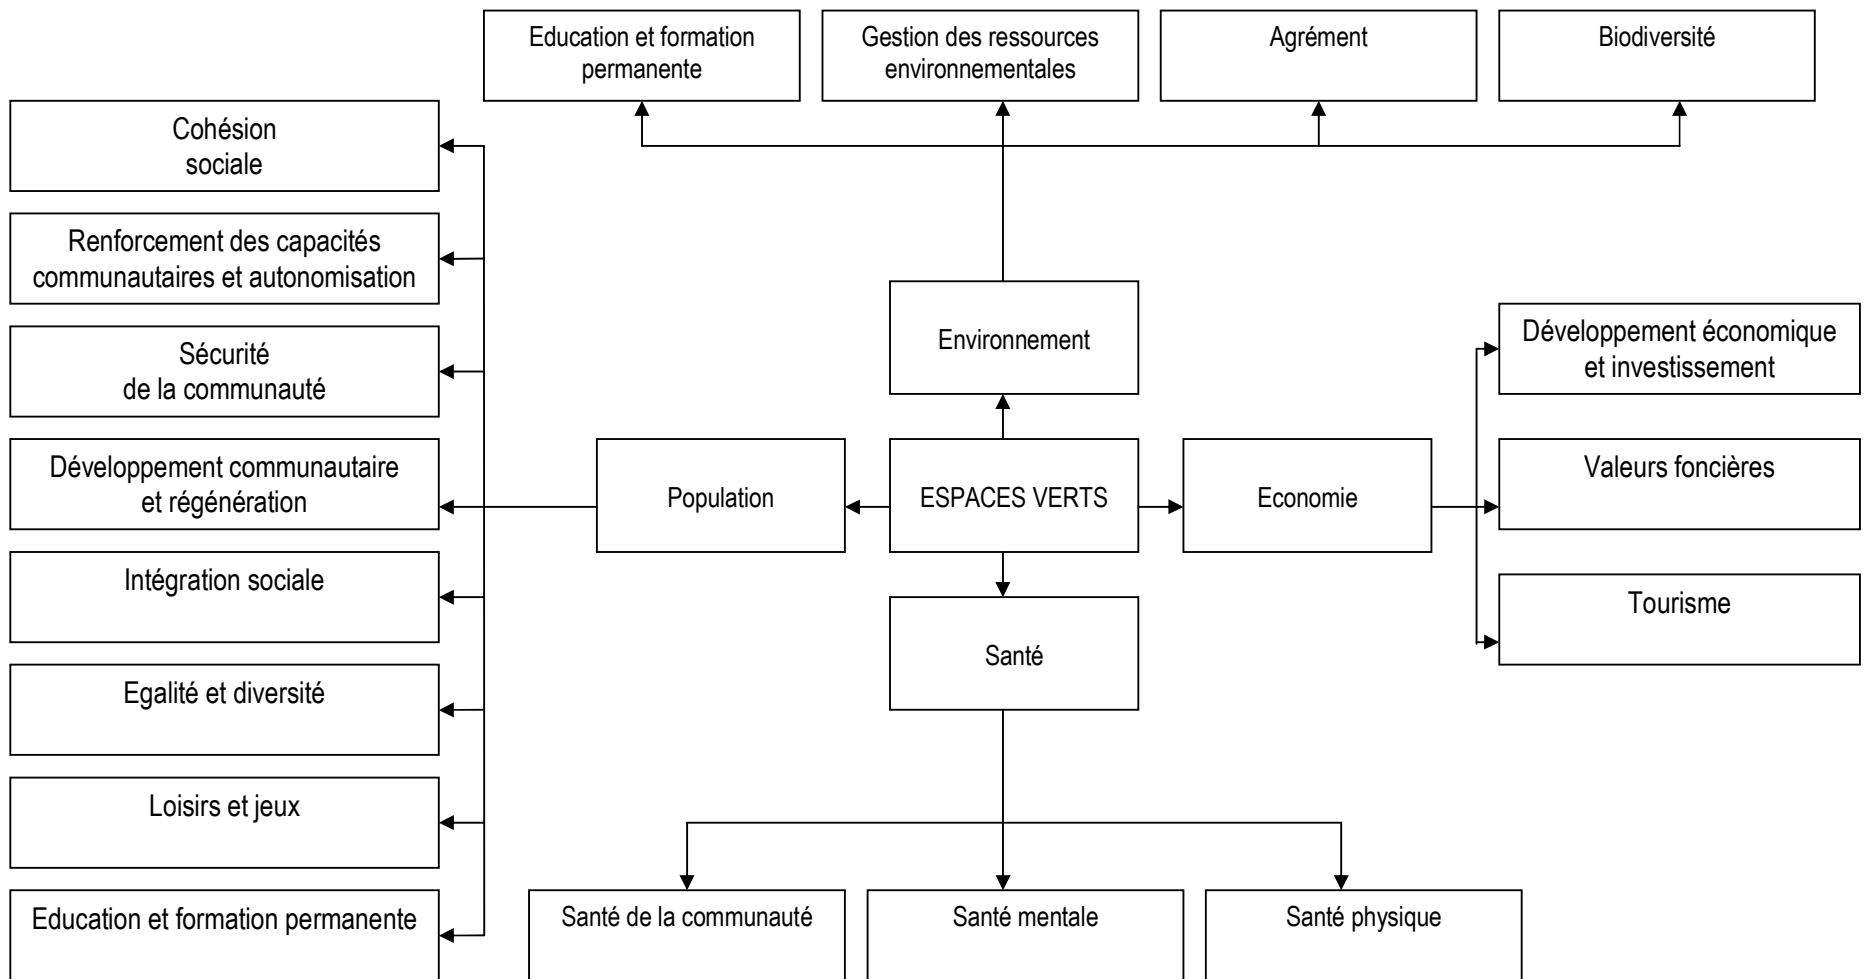 Education et formation
permanente
Gestion des ressources
environnementales
Agrément
Biodiversité
Cohésion
sociale
Renforcement des capacités
communautaires et autonomisation
Sécurité
de la communauté
Développement communautaire
et régénération
Intégration sociale
Egalité et diversité
Loisirs et jeux
Education et formation permanente
Environnement
Population
ESPACES VERTS
Economie
Santé
Développement économique
et investissement
Valeurs foncières
Tourisme
Santé de la communauté
Santé mentale
Santé physique